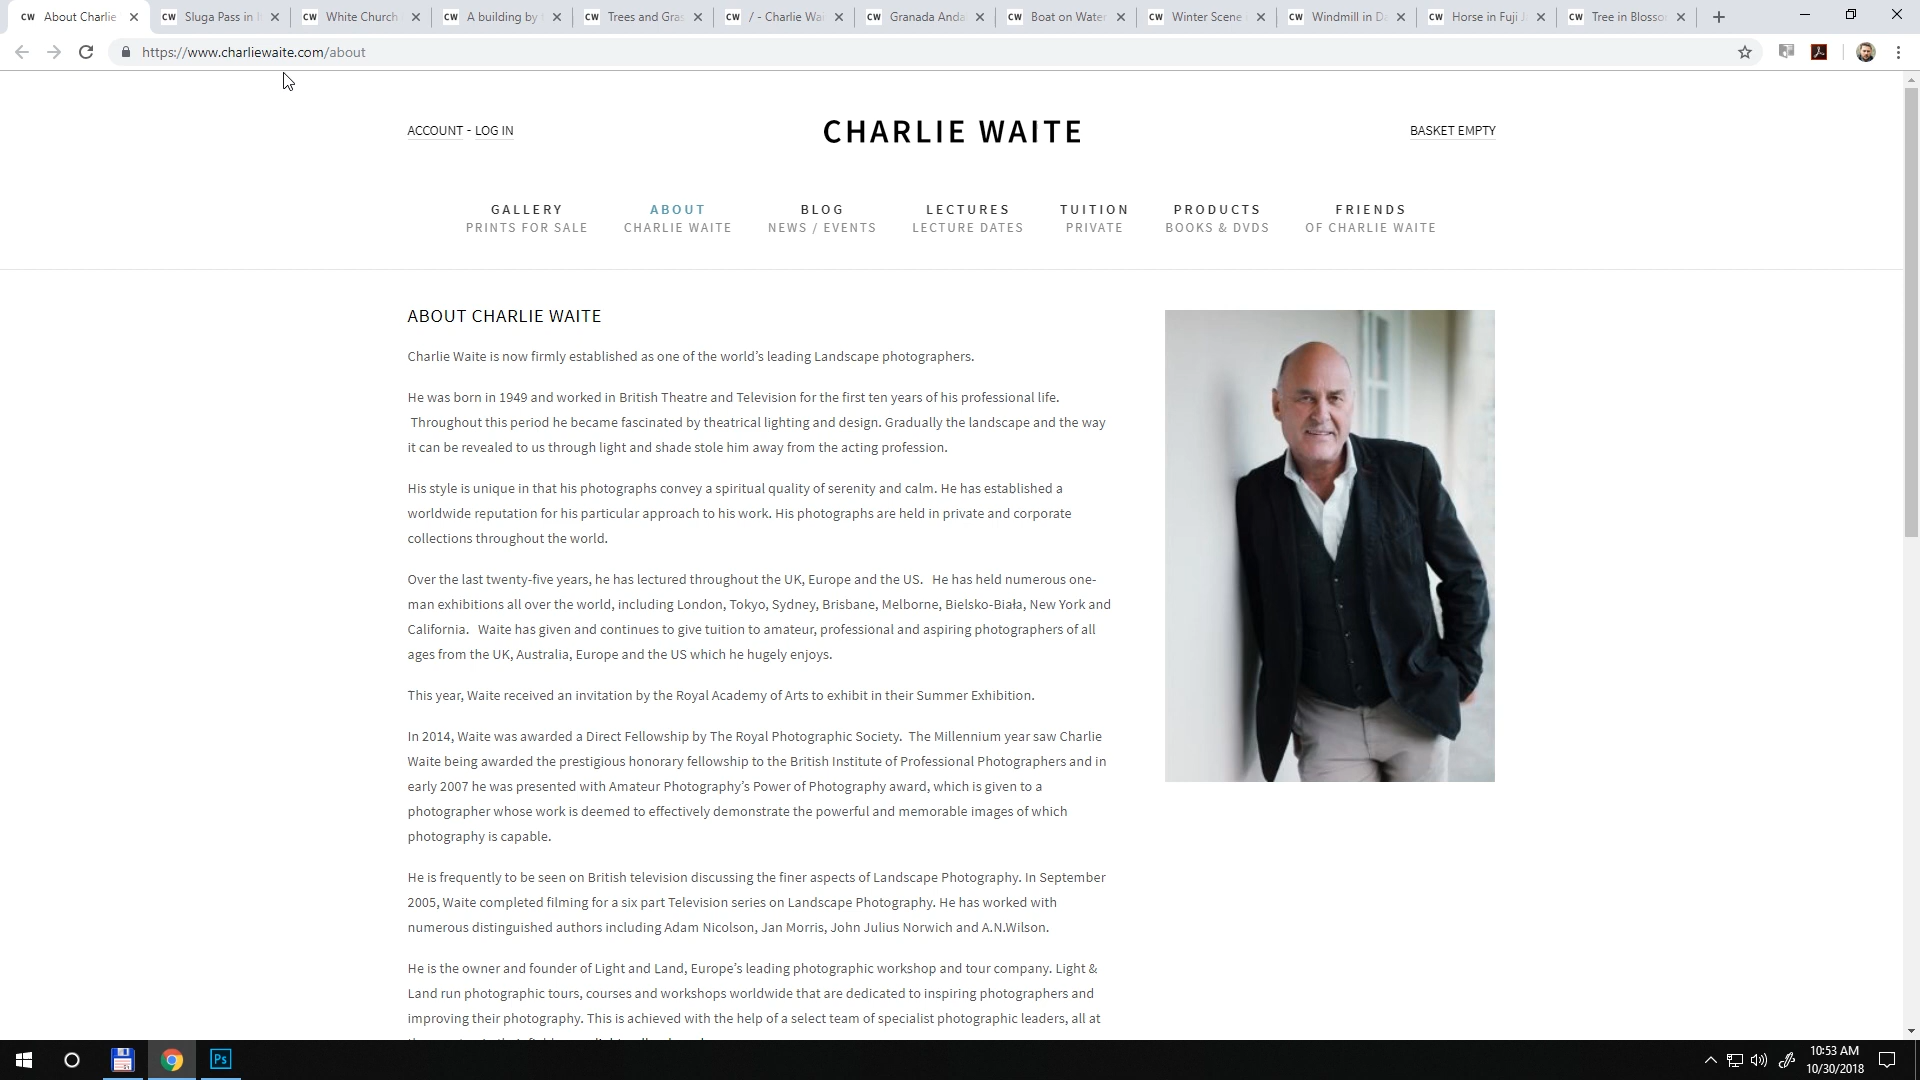 CW About Charlie
CW Sluga Pass in
CW White Church
CW A building by
CW Trees and Gra
CW / - Charlie Wai
CW Granada Anda
CW Boat on Water
CW Winter Scene
CW Windmill in D
CW Horse in Fuji
CW Tree in Blosso
https://www.charliewaite.com/about
ACCOUNT - LOG IN
CHARLIE WAITE
BASKET EMPTY
GALLERY
PRINTS FOR SALE
ABOUT
CHARLIE WAITE
BLOG
NEWS / EVENTS
LECTURES
LECTURE DATES
TUITION
PRIVATE
PRODUCTS
BOOKS & DVDS
FRIENDS
OF CHARLIE WAITE
ABOUT CHARLIE WAITE
Charlie Waite is now firmly established as one of the world’s leading Landscape photographers.
He was born in 1949 and worked in British Theatre and Television for the first ten years of his professional life.
Throughout this period he became fascinated by theatrical lighting and design. Gradually the landscape and the way
it can be revealed to us through light and shade stole him away from the acting profession.
His style is unique in that his photographs convey a spiritual quality of serenity and calm. He has established a
worldwide reputation for his particular approach to his work. His photographs are held in private and corporate
collections throughout the world.
Over the last twenty-five years, he has lectured throughout the UK, Europe and the US. He has held numerous one-
man exhibitions all over the world, including London, Tokyo, Sydney, Brisbane, Melborne, Bielsko-Biała, New York and
California. Waite has given and continues to give tuition to amateur, professional and aspiring photographers of all
ages from the UK, Australia, Europe and the US which he hugely enjoys.
This year, Waite received an invitation by the Royal Academy of Arts to exhibit in their Summer Exhibition.
In 2014, Waite was awarded a Direct Fellowship by The Royal Photographic Society. The Millennium year saw Charlie
Waite being awarded the prestigious honorary fellowship to the British Institute of Professional Photographers and in
early 2007 he was presented with Amateur Photography’s Power of Photography award, which is given to a
photographer whose work is deemed to effectively demonstrate the powerful and memorable images of which
photography is capable.
He is frequently to be seen on British television discussing the finer aspects of Landscape Photography. In September
2005, Waite completed filming for a six part Television series on Landscape Photography. He has worked with
numerous distinguished authors including Adam Nicolson, Jan Morris, John Julius Norwich and A.N.Wilson.
He is the owner and founder of Light and Land, Europe’s leading photographic workshop and tour company. Light &
Land run photographic tours, courses and workshops worldwide that are dedicated to inspiring photographers and
improving their photography. This is achieved with the help of a select team of specialist photographic leaders, all at
Ps
10:53 AM
10/30/2018